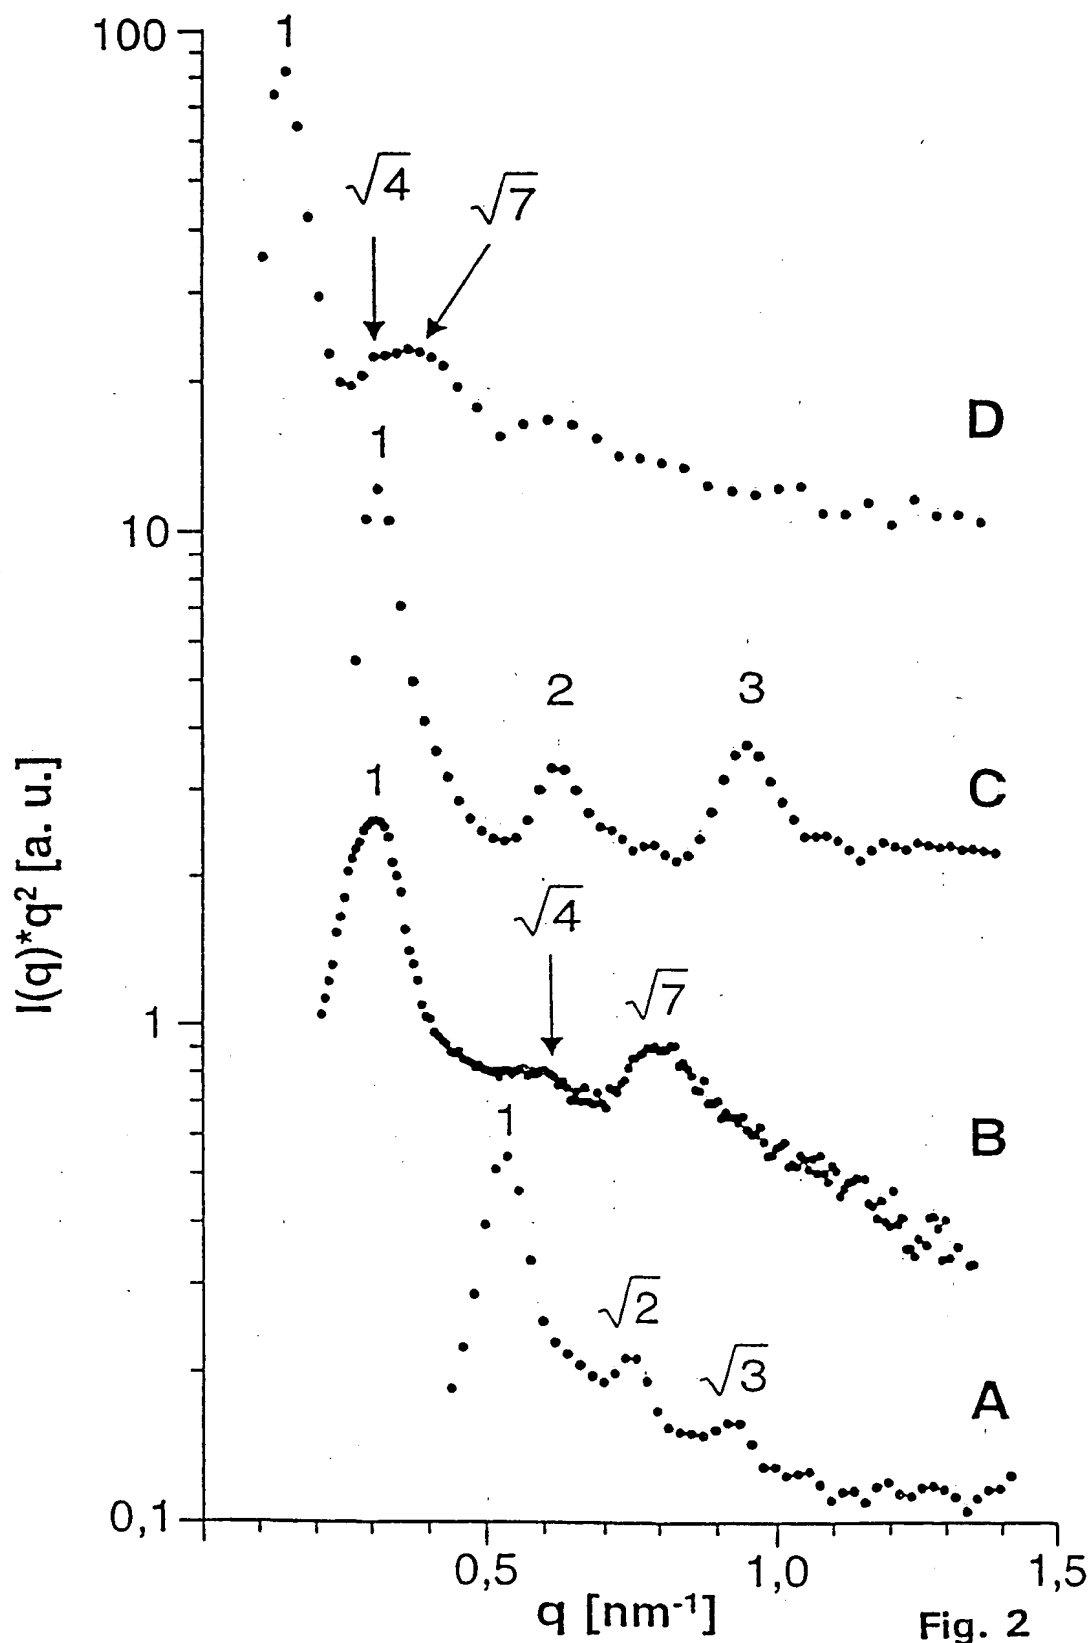 100
1
√4
√7
D
1
10
2
3
C
1
√4
√7
1
B
1
√2
√3
A
0,1
0,5
1,0
1,5
I(q)*q² [a. u.]
q [nm⁻¹]
Fig. 2